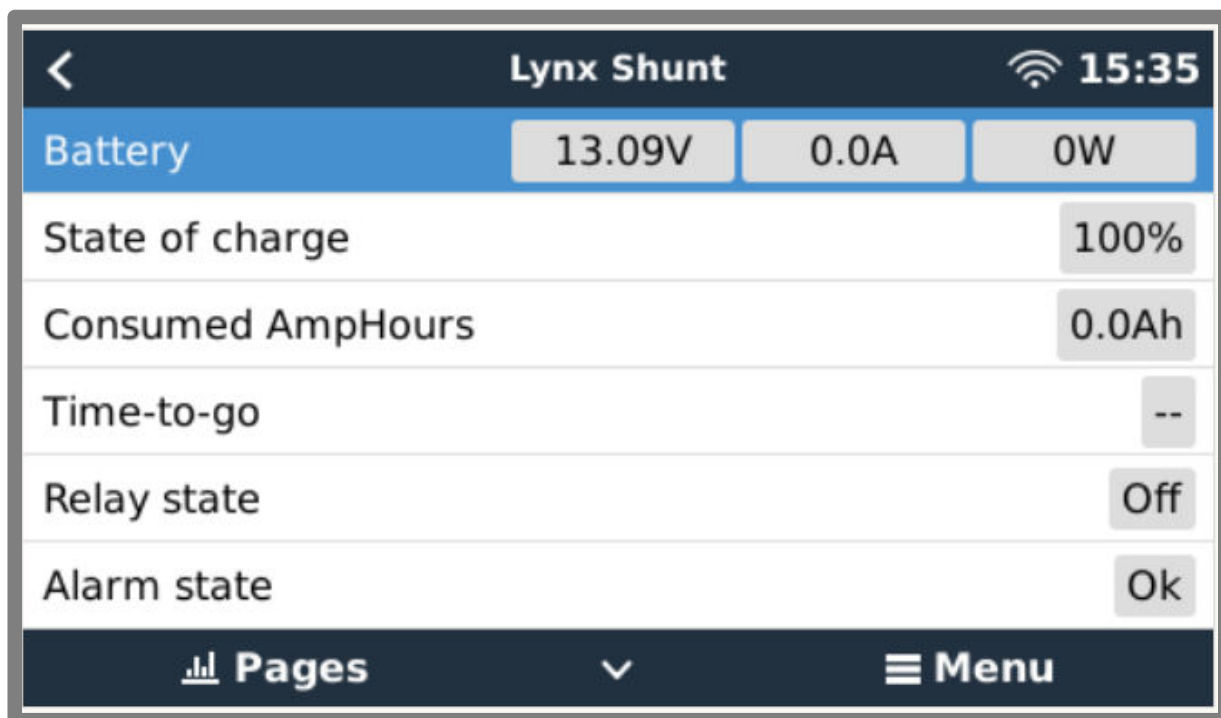 Lynx Shunt 15:35
Battery 13.09V 0.0A 0W
State of charge 100%
Consumed AmpHours 0.0Ah
Time-to-go --
Relay state Off
Alarm state Ok
Pages Menu